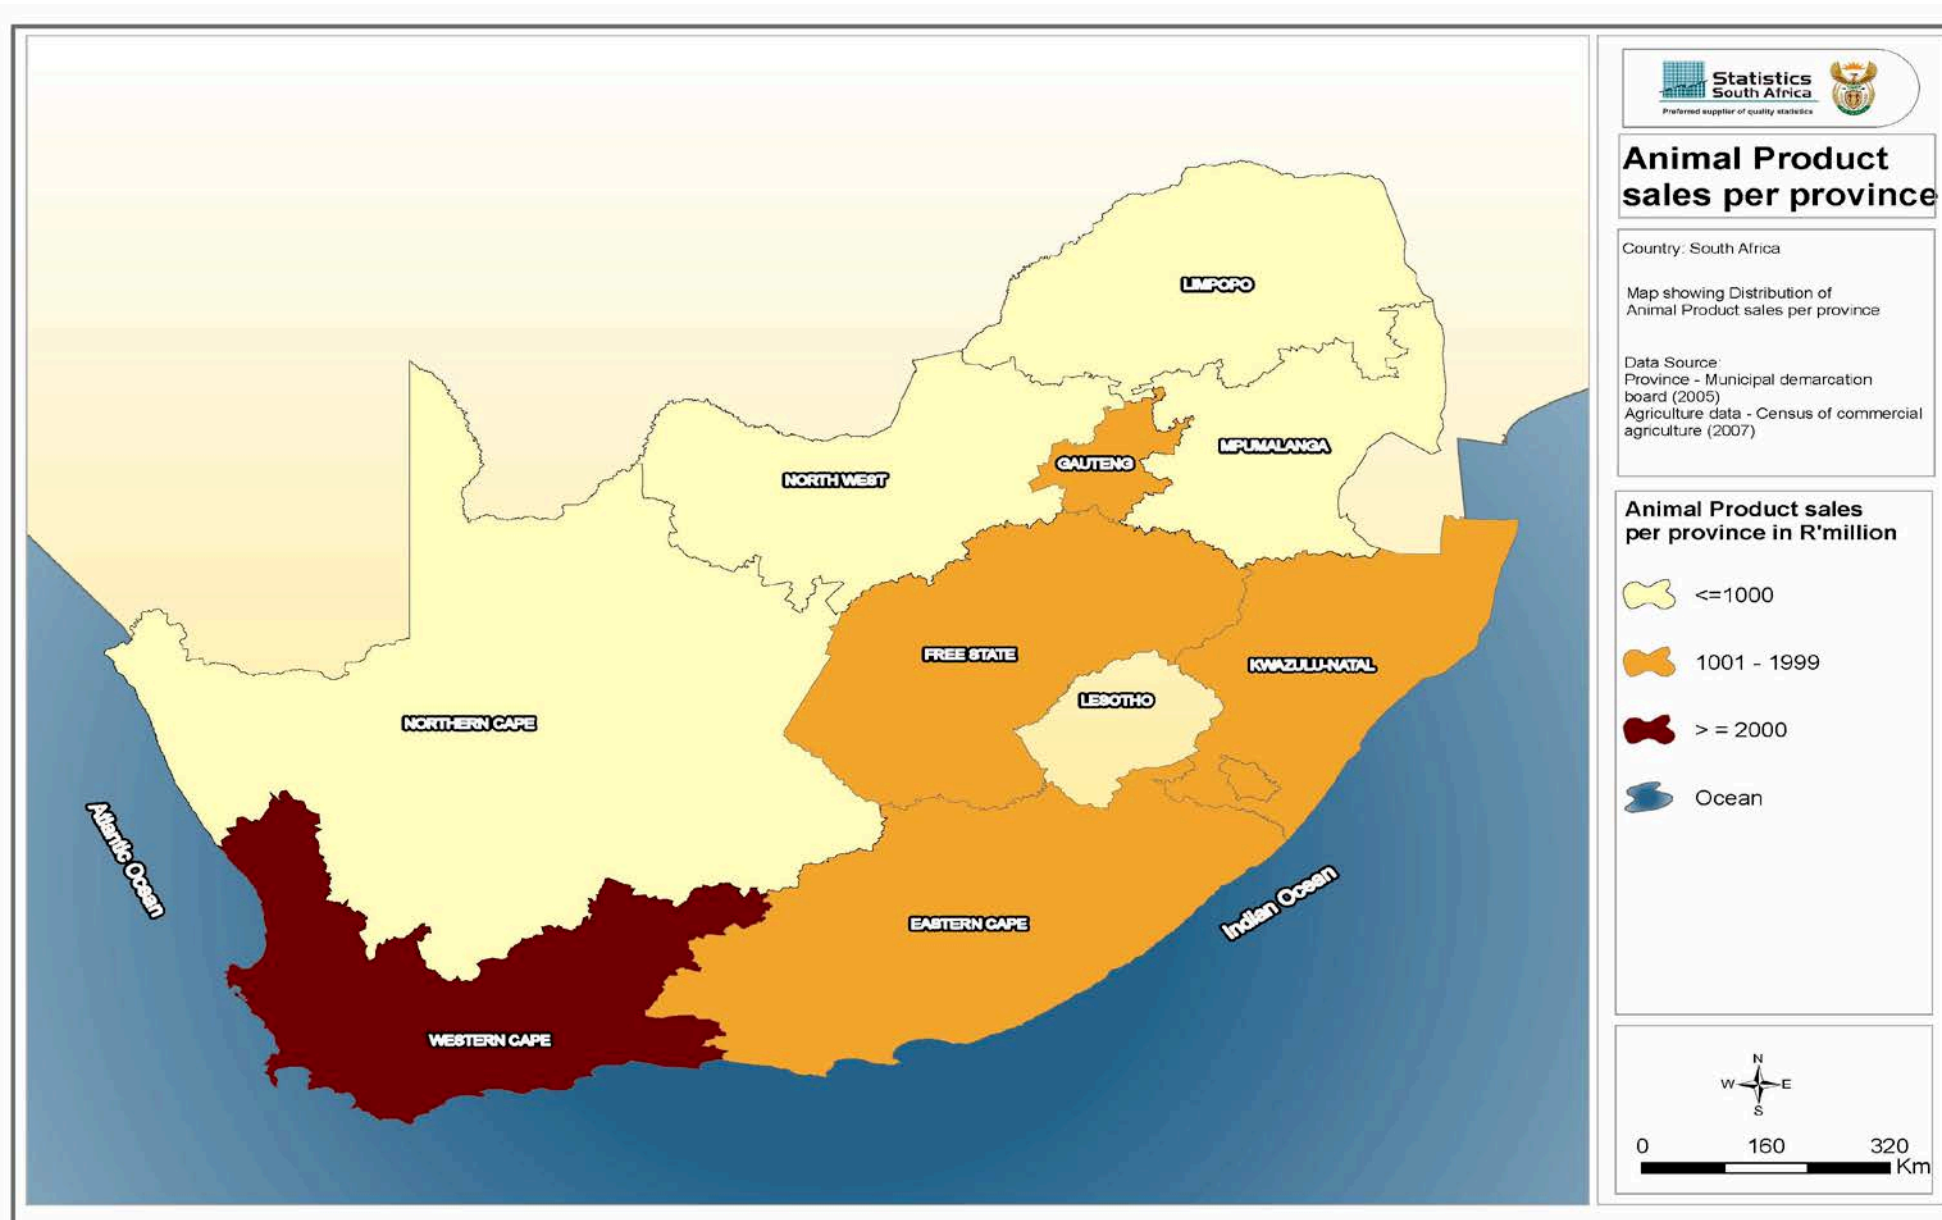 Statistics
South Africa
Preferred supplier of quality statistics
Animal Product
sales per province
Country: South Africa
Map showing Distribution of
Animal Product sales per province
Data Source:
Province - Municipal demarcation
board (2005)
Agriculture data - Census of commercial
agriculture (2007)
Animal Product sales
per province in R'million
<=1000
1001 - 1999
> = 2000
Ocean
N
W E
S
0 160 320
Km
LIMPOPO
MPUMALANGA
GAUTENG
NORTH WEST
FREE STATE
KWAZULU-NATAL
LESOTHO
NORTHERN CAPE
EASTERN CAPE
WESTERN CAPE
Atlantic Ocean
Indian Ocean